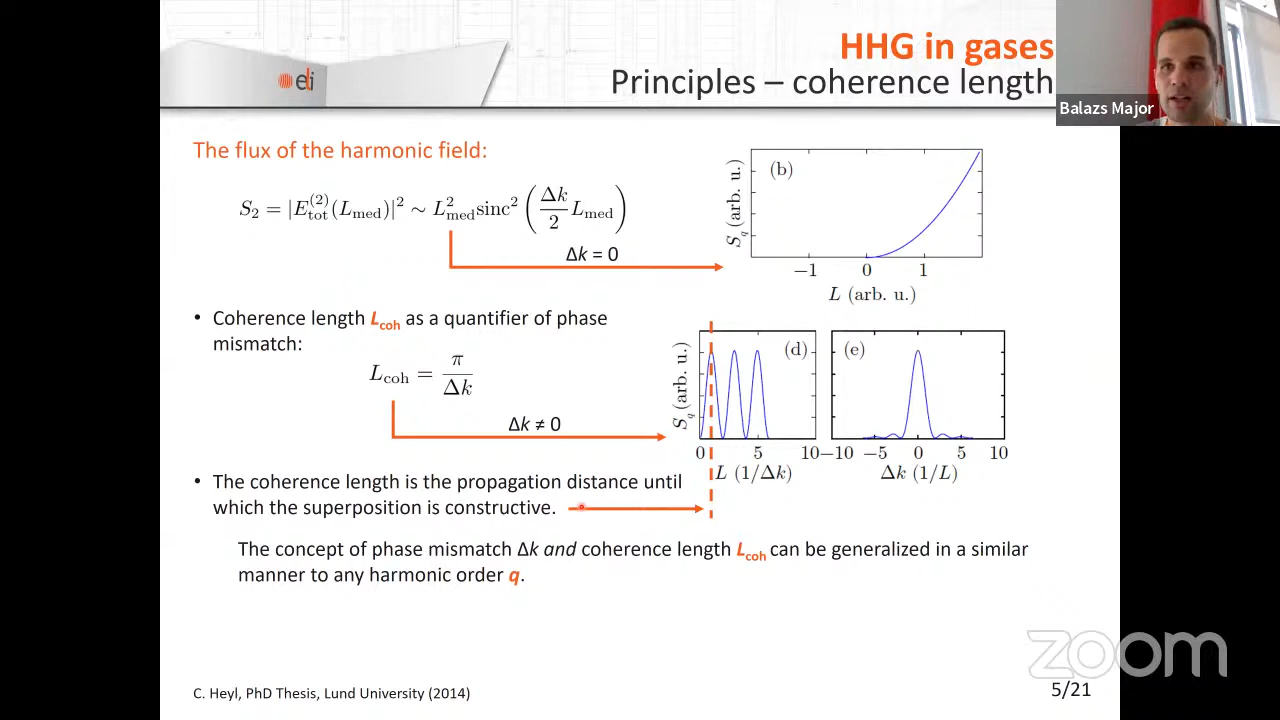 HHG in gases
Principles – coherence length
eli
Balazs Major
The flux of the harmonic field:
S₂ = |E_tot^(2)(L_med)|² ∼ L²_med sinc² (Δk/2 L_med)
Δk = 0
(b)
S_q (arb. u.)
−1 0 1
L (arb. u.)
• Coherence length L_coh as a quantifier of phase
mismatch:
L_coh = π/Δk
Δk ≠ 0
(d) (e)
S_q (arb. u.)
0 5 10 −10 −5 0 5 10
L (1/Δk) Δk (1/L)
• The coherence length is the propagation distance until
which the superposition is constructive.
The concept of phase mismatch Δk and coherence length L_coh can be generalized in a similar
manner to any harmonic order q.
zoom
C. Heyl, PhD Thesis, Lund University (2014)
5/21